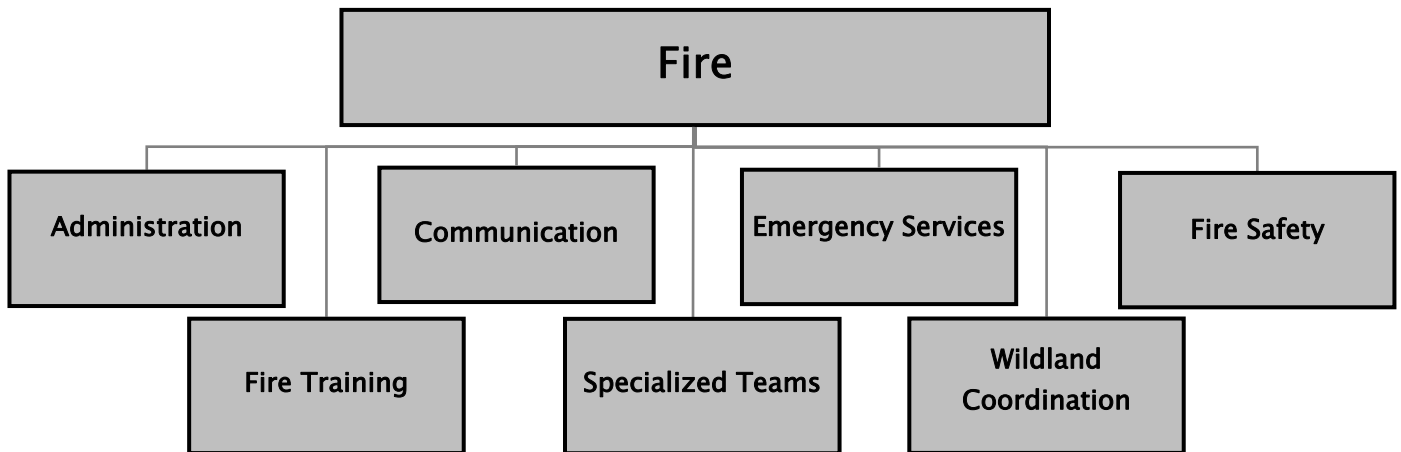 Fire
Administration
Communication
Emergency Services
Fire Safety
Fire Training
Specialized Teams
Wildland
Coordination